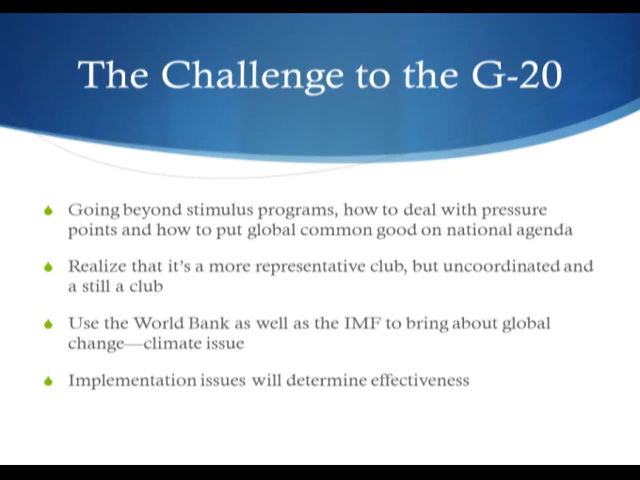 The Challenge to the G-20
Going beyond stimulus programs, how to deal with pressure
points and how to put global common good on national agenda
Realize that it's a more representative club, but uncoordinated and
a still a club
Use the World Bank as well as the IMF to bring about global
change—climate issue
Implementation issues will determine effectiveness